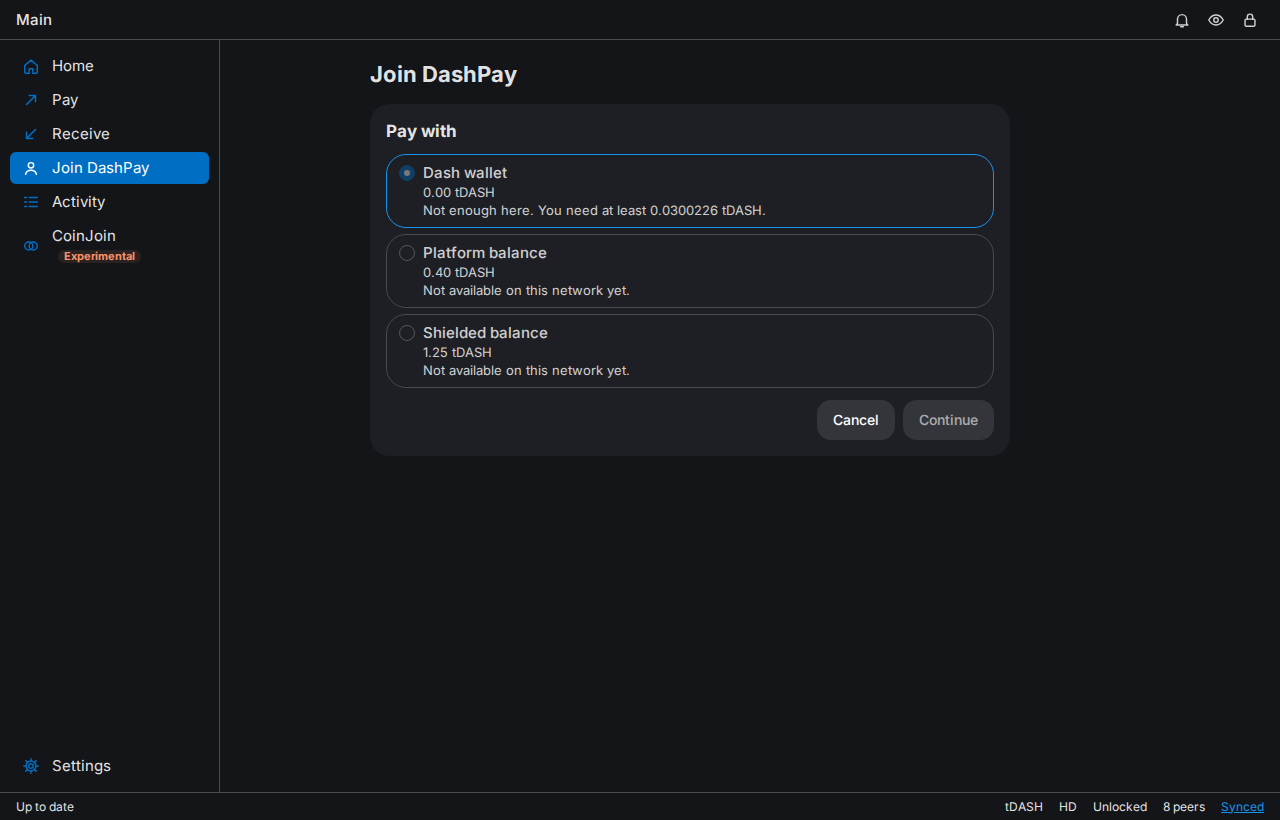 Main
Home
Pay
Receive
Join DashPay
Activity
CoinJoin
Experimental
Settings
Join DashPay
Pay with
Dash wallet
0.00 tDASH
Not enough here. You need at least 0.0300226 tDASH.
Platform balance
0.40 tDASH
Not available on this network yet.
Shielded balance
1.25 tDASH
Not available on this network yet.
Cancel Continue
Up to date tDASH HD Unlocked 8 peers Synced